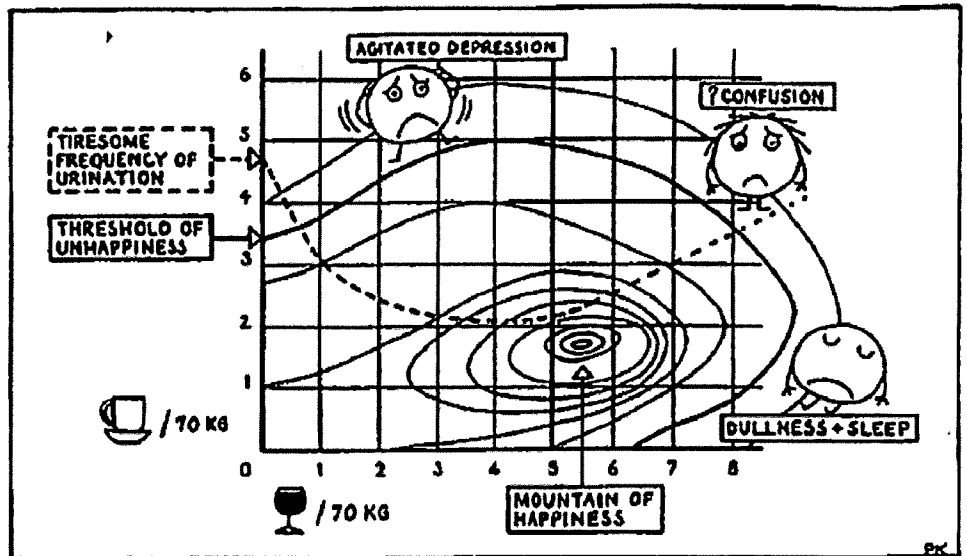 AGITATED DEPRESSION
? CONFUSION
6
5
4
3
2
1
TIRESOME
FREQUENCY OF
URINATION
THRESHOLD OF
UNHAPPINESS
/ 70 KG
DULLNESS + SLEEP
0 1 2 3 4 5 6 7 8
/ 70 KG
MOUNTAIN OF
HAPPINESS
PK